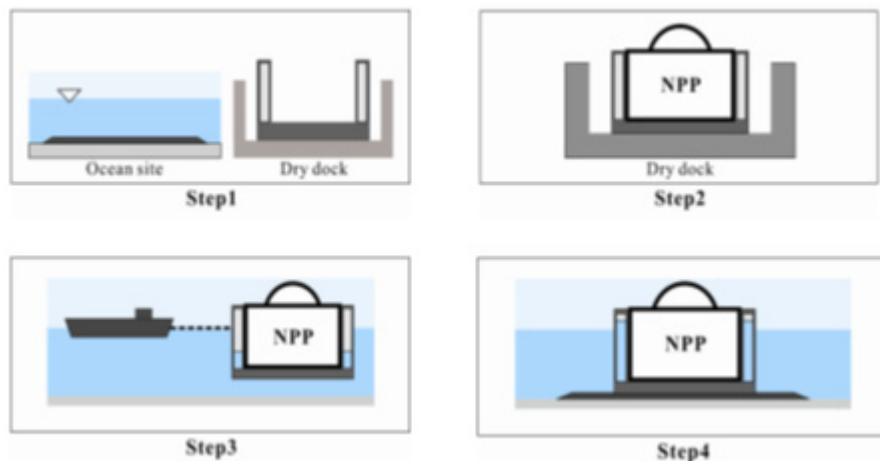 Ocean site Dry dock
Step1
NPP
Dry dock
Step2
NPP
Step3
NPP
Step4